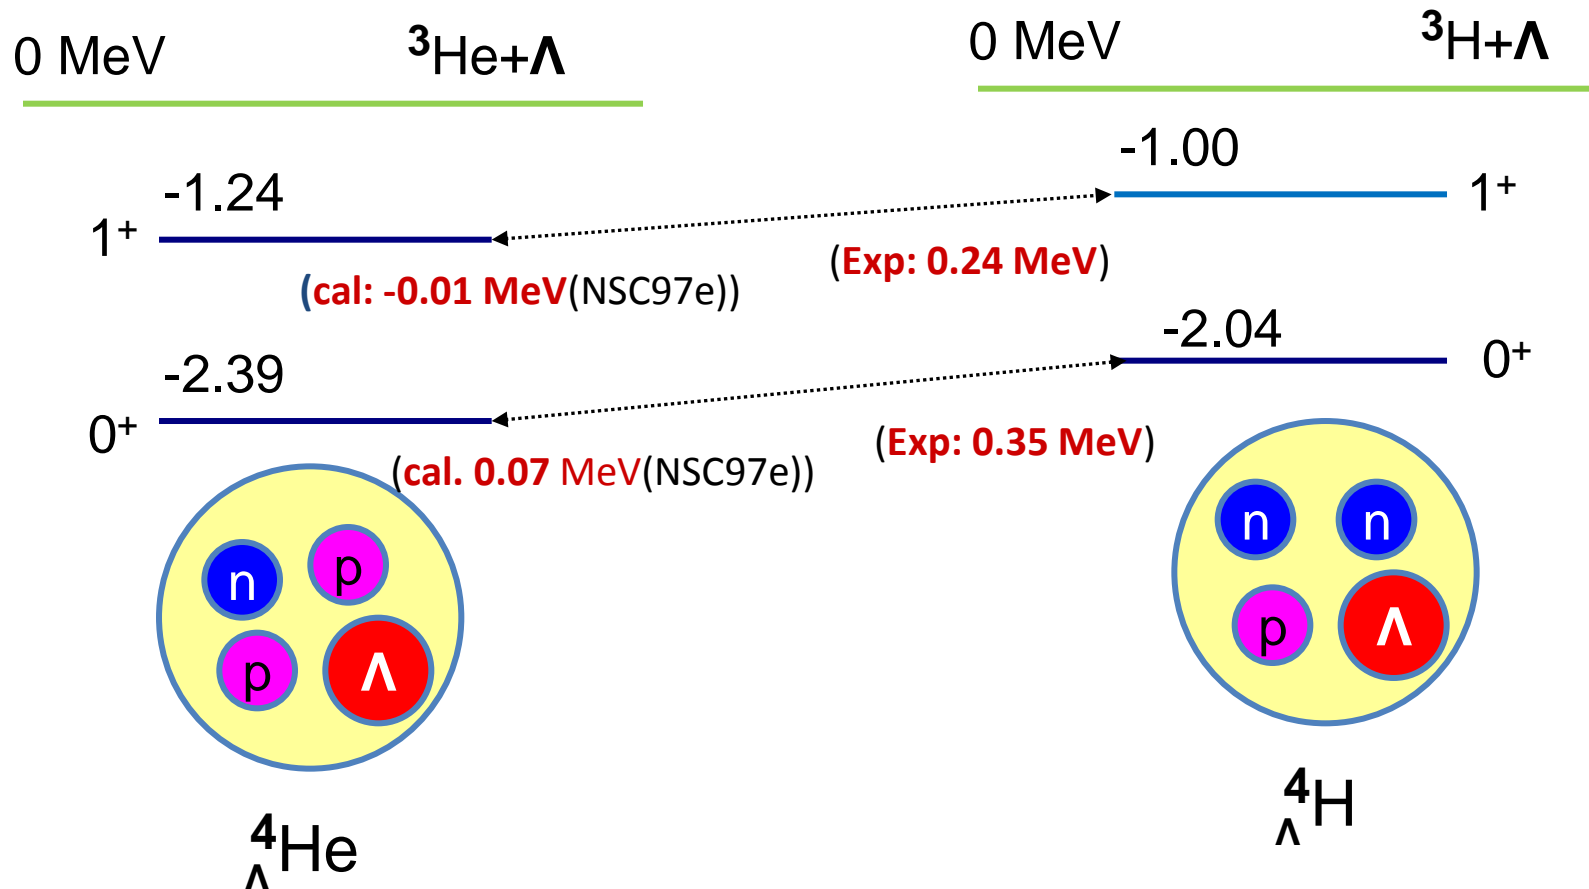 0 MeV
³He+Λ
0 MeV
³H+Λ
-1.24
1⁺
-1.00
1⁺
(cal: -0.01 MeV(NSC97e))
(Exp: 0.24 MeV)
-2.39
0⁺
-2.04
0⁺
(cal. 0.07 MeV(NSC97e))
(Exp: 0.35 MeV)
n
p
p
Λ
n
n
p
Λ
⁴ΛHe
⁴ΛH